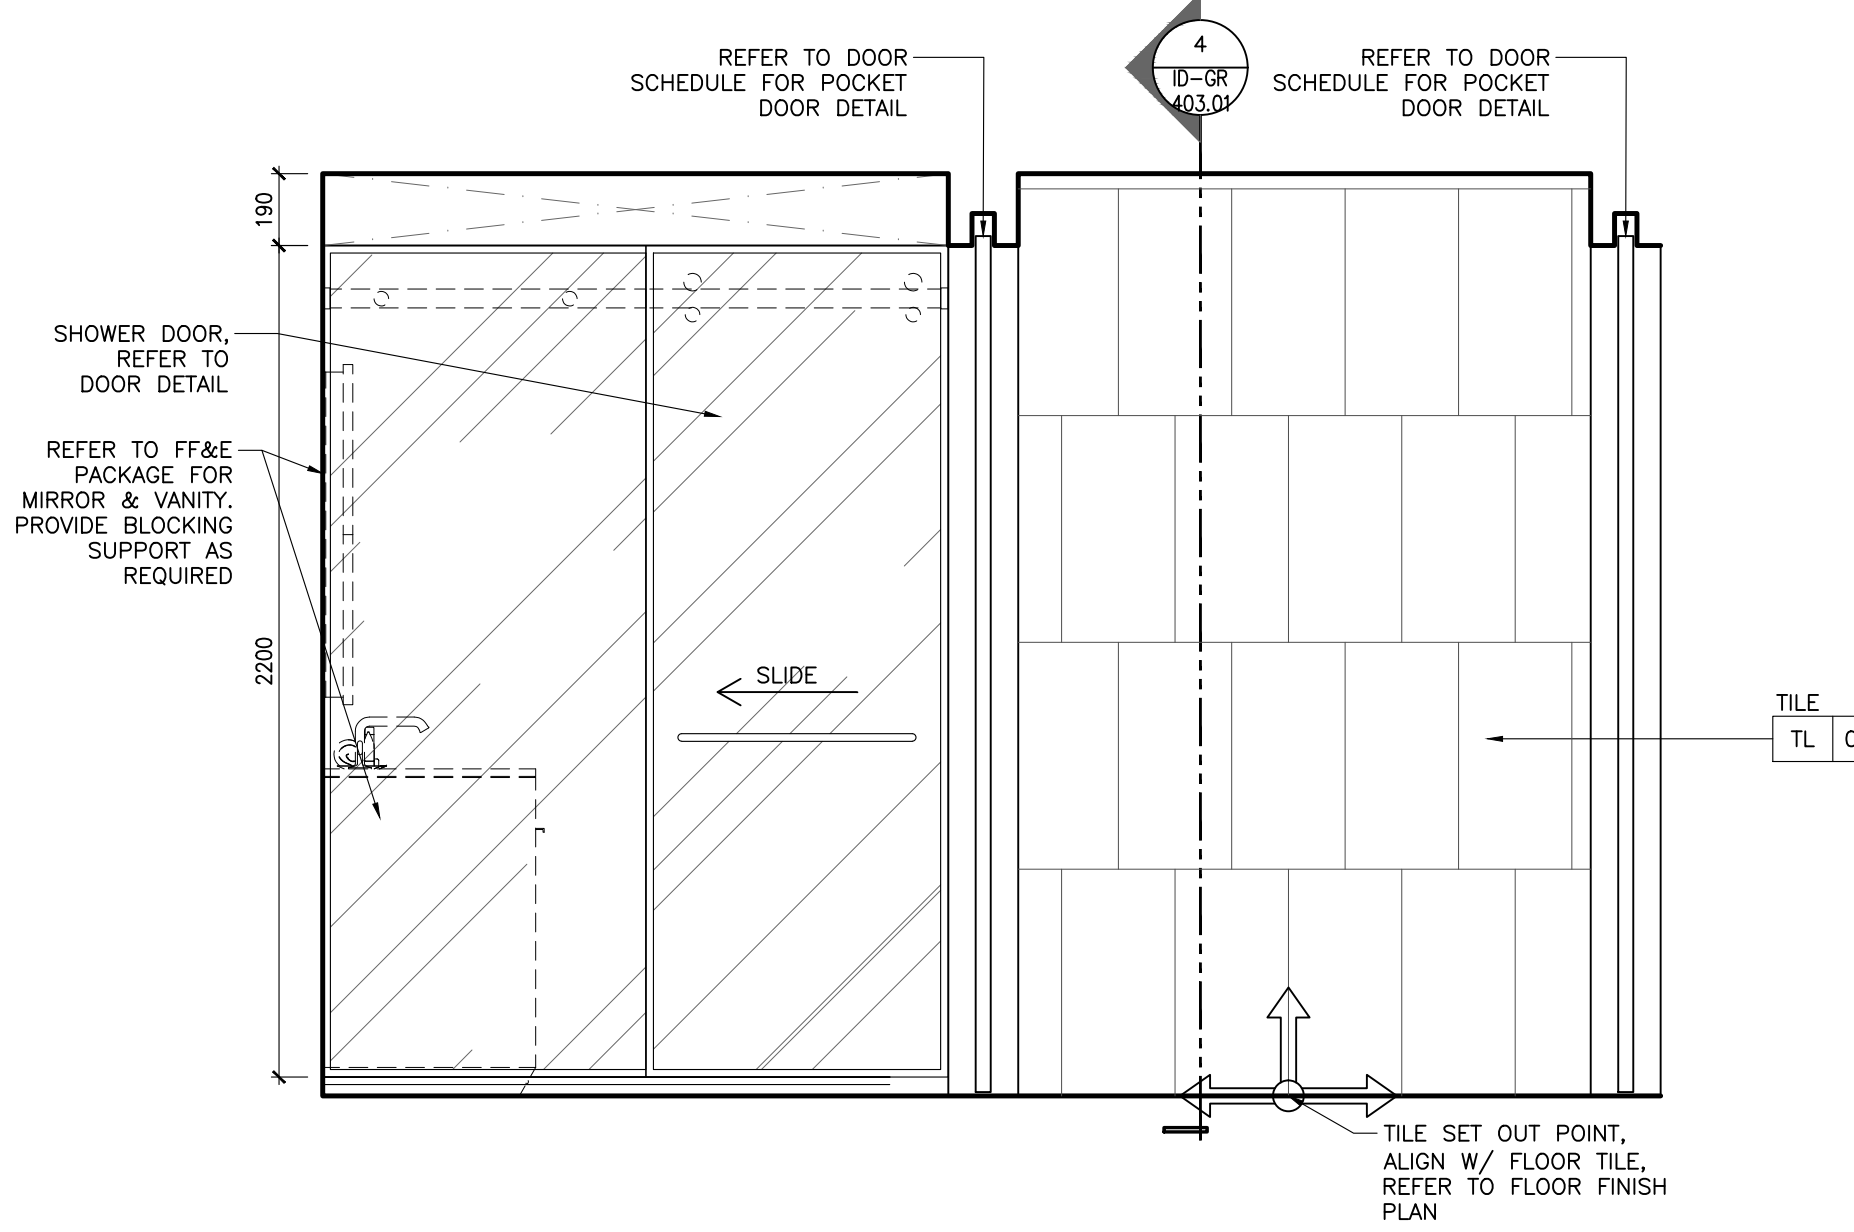 REFER TO DOOR
SCHEDULE FOR POCKET
DOOR DETAIL
4
ID-GR
403.01
REFER TO DOOR
SCHEDULE FOR POCKET
DOOR DETAIL
190
SHOWER DOOR,
REFER TO
DOOR DETAIL
REFER TO FF&E
PACKAGE FOR
MIRROR & VANITY.
PROVIDE BLOCKING
SUPPORT AS
REQUIRED
2200
SLIDE
TILE
TL
TILE SET OUT POINT,
ALIGN W/ FLOOR TILE,
REFER TO FLOOR FINISH
PLAN